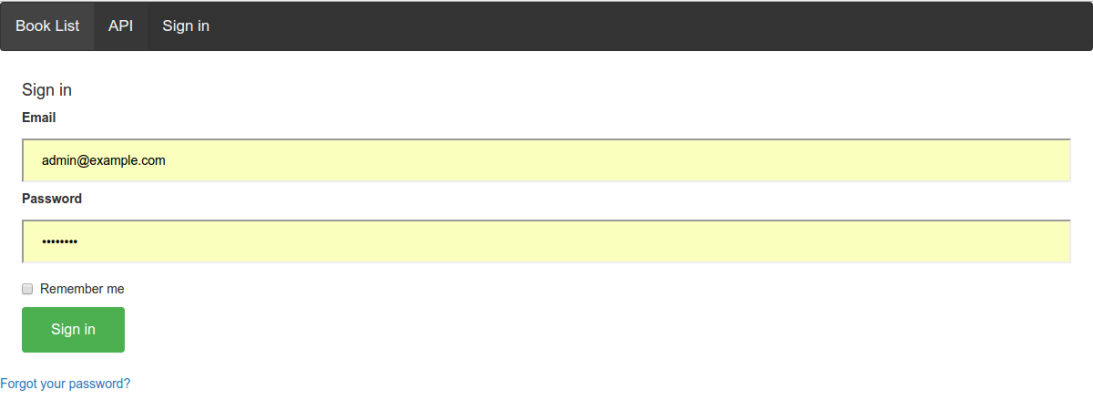 Book List API Sign in
Sign in
Email
admin@example.com
Password
••••••••
Remember me
Sign in
Forgot your password?